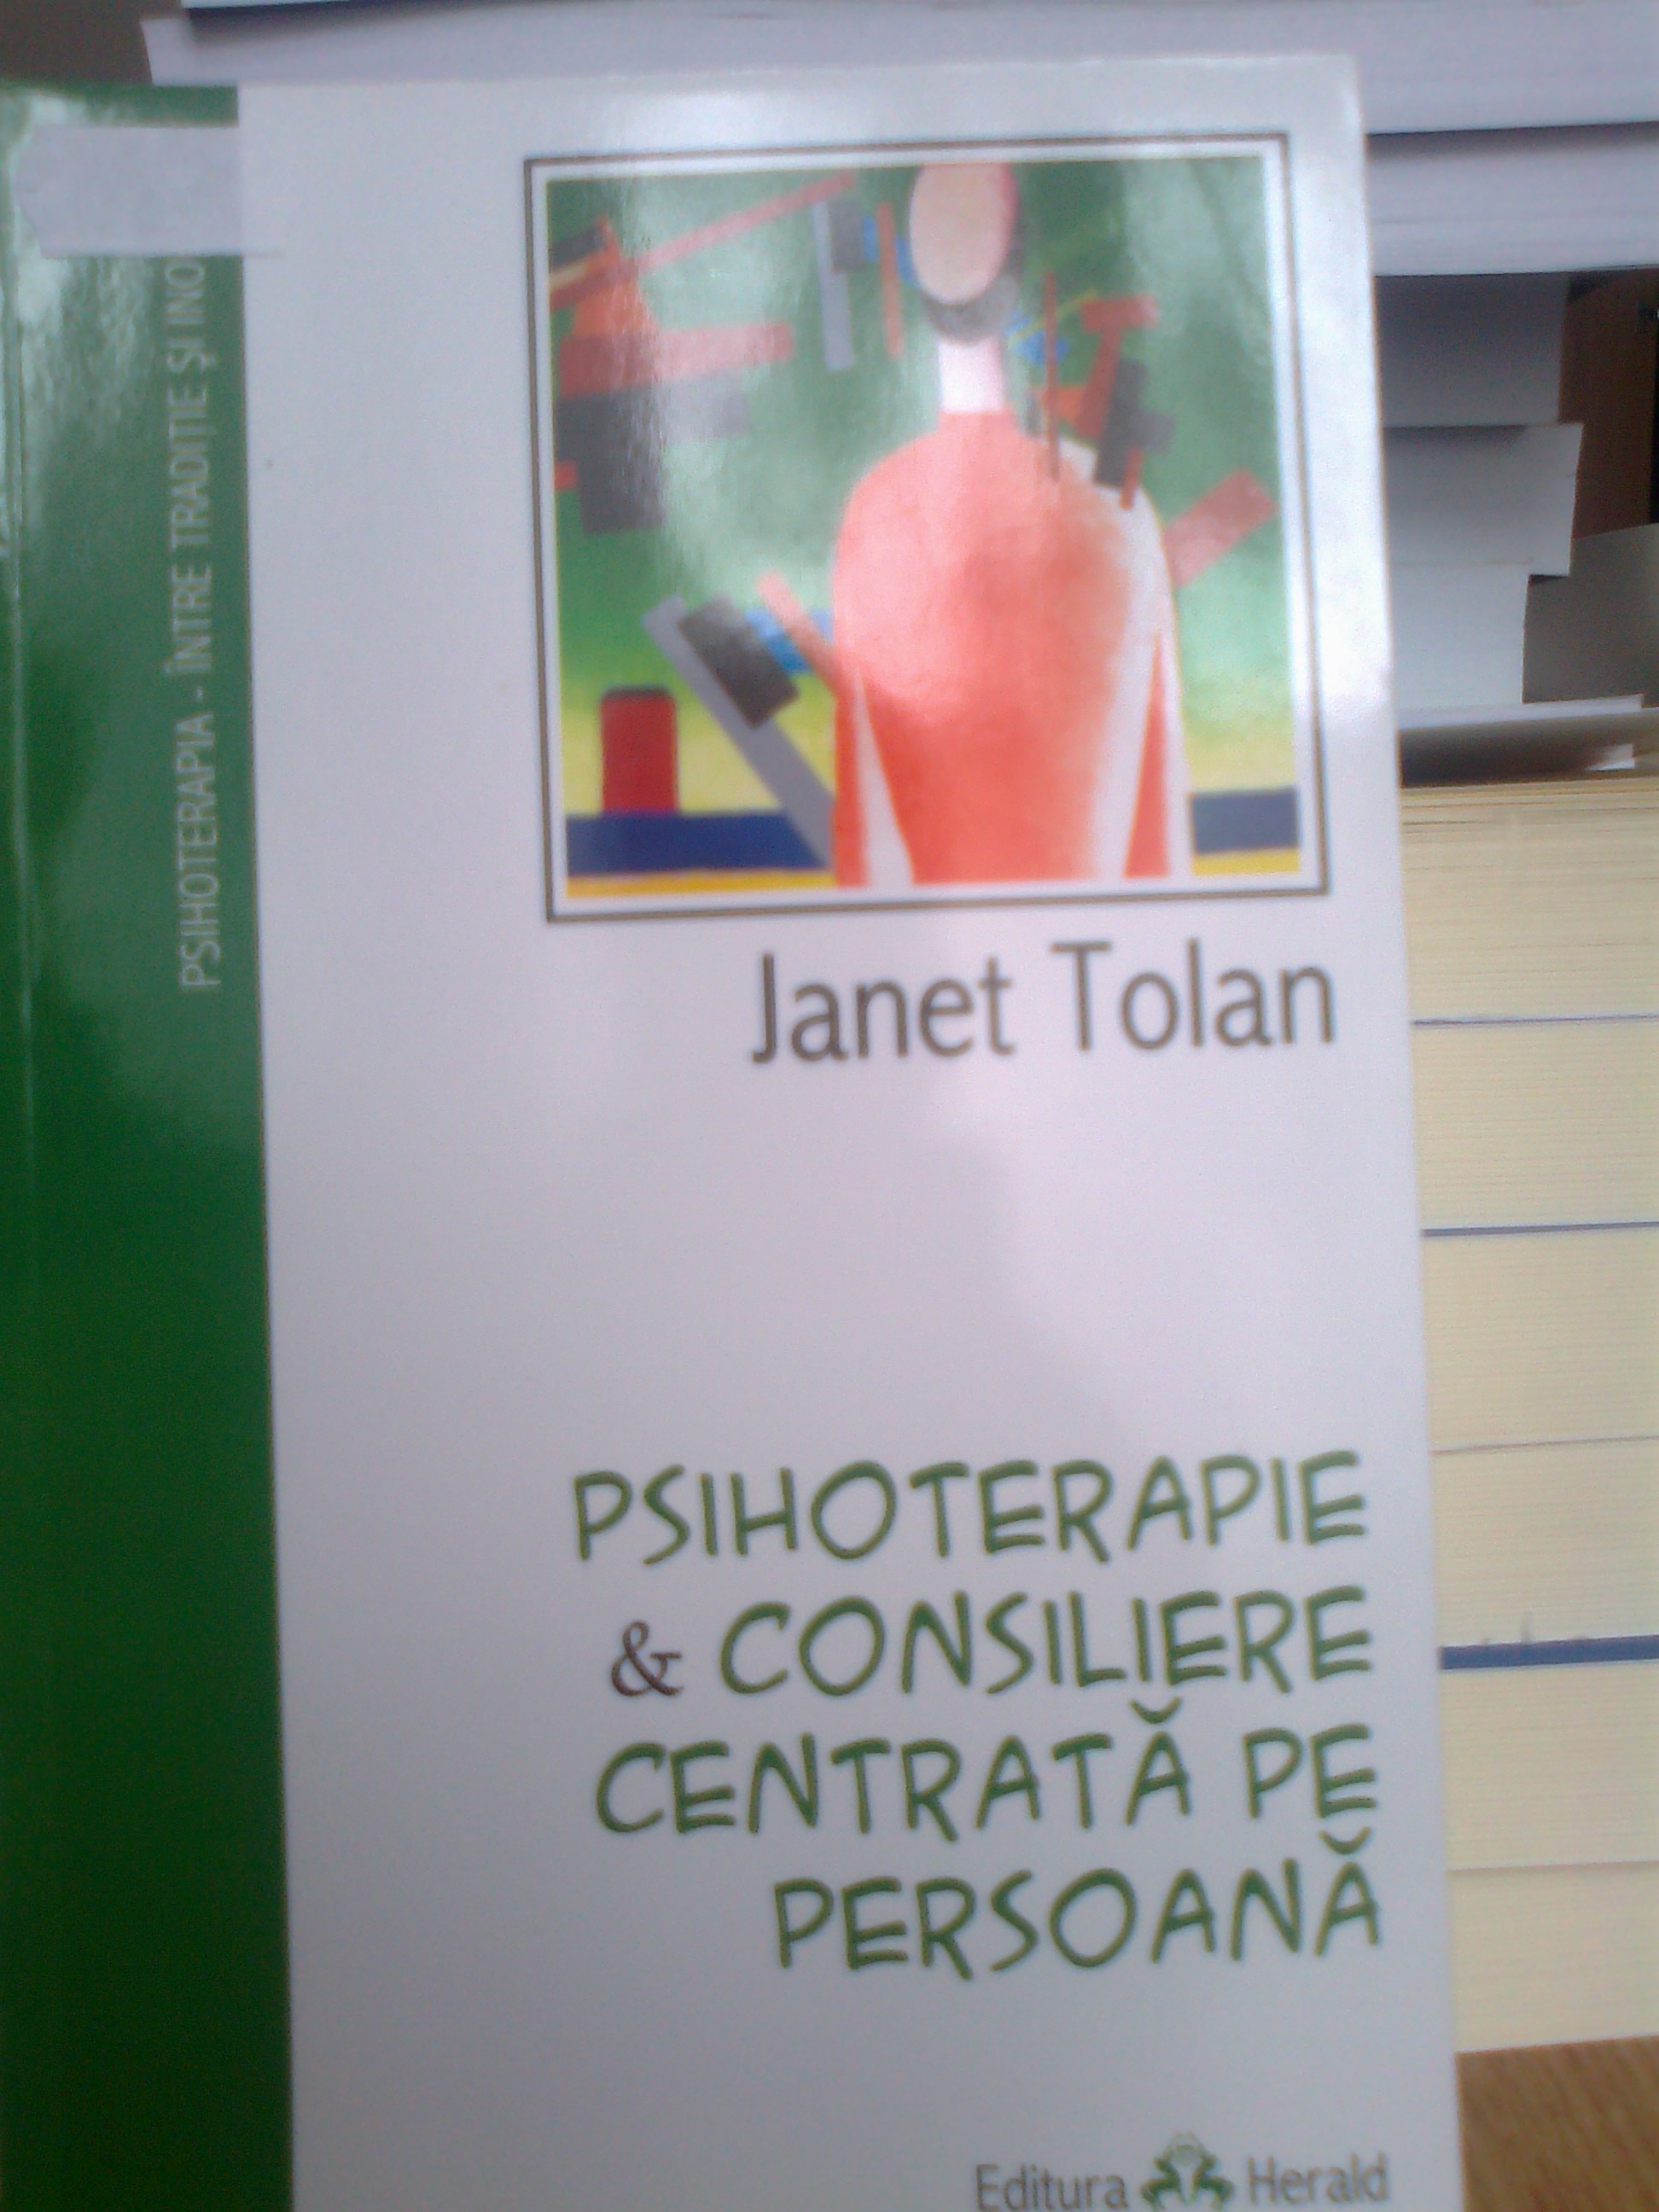 PSIHOTERAPIA - ÎNTRE TRADIȚIE ȘI INO
Janet Tolan
PSIHOTERAPIE
& CONSILIERE
CENTRATĂ PE
PERSOANĂ
Editura Herald